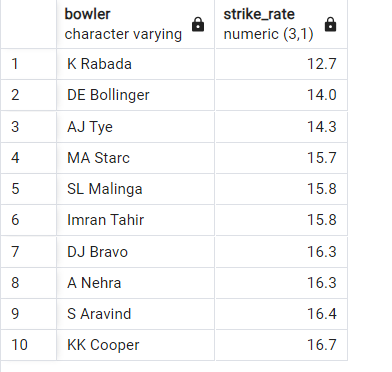 bowler strike_rate
character varying numeric (3,1)
1 K Rabada 12.7
2 DE Bollinger 14.0
3 AJ Tye 14.3
4 MA Starc 15.7
5 SL Malinga 15.8
6 Imran Tahir 15.8
7 DJ Bravo 16.3
8 A Nehra 16.3
9 S Aravind 16.4
10 KK Cooper 16.7